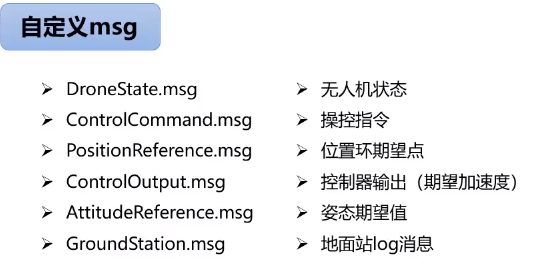 自定义msg
DroneState.msg 无人机状态
ControlCommand.msg 操控指令
PositionReference.msg 位置环期望点
ControlOutput.msg 控制器输出（期望加速度）
AttitudeReference.msg 姿态期望值
GroundStation.msg 地面站log消息